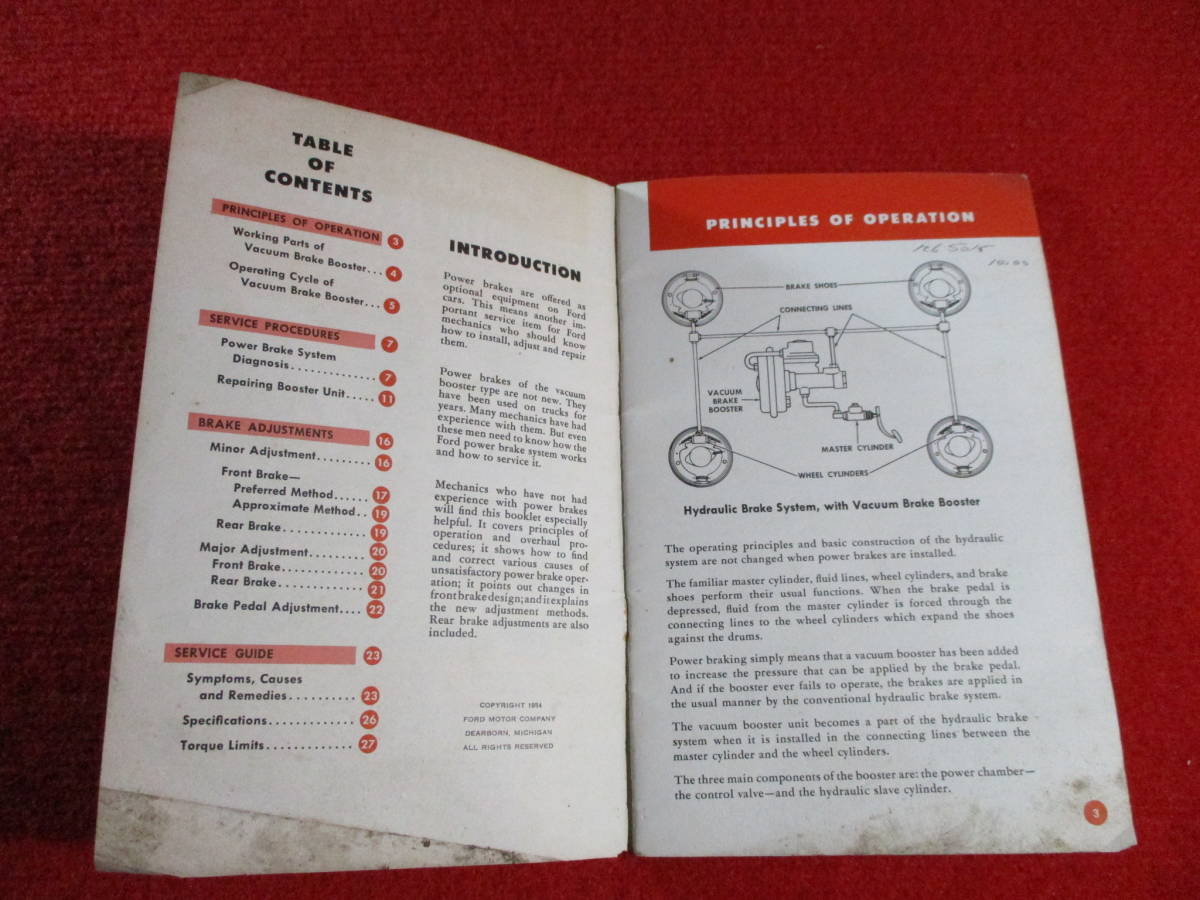 TABLE
OF
CONTENTS
PRINCIPLES OF OPERATION 3
Working Parts of
Vacuum Brake Booster... 4
Operating Cycle of
Vacuum Brake Booster... 5
SERVICE PROCEDURES 7
Power Brake System
Diagnosis.............. 7
Repairing Booster Unit..... 11
BRAKE ADJUSTMENTS 16
Minor Adjustment......... 16
Front Brake—
Preferred Method...... 17
Approximate Method.. 19
Rear Brake............. 19
Major Adjustment......... 20
Front Brake............. 20
Rear Brake.............. 21
Brake Pedal Adjustment.... 22
SERVICE GUIDE 23
Symptoms, Causes
and Remedies.......... 23
Specifications............. 26
Torque Limits............. 27
INTRODUCTION
Power brakes are offered as
optional equipment on Ford
cars. This means another im-
portant service item for Ford
mechanics who should know
how to install, adjust and repair
them.
Power brakes of the vacuum
booster type are not new. They
have been used on trucks for
years. Many mechanics have had
experience with them. But even
these men need to know how the
Ford power brake system works
and how to service it.
Mechanics who have not had
experience with power brakes
will find this booklet especially
helpful. It covers principles of
operation and overhaul pro-
cedures; it shows how to find
and correct various causes of
unsatisfactory power brake oper-
ation; it points out changes in
front brake design; and it explains
the new adjustment methods.
Rear brake adjustments are also
included.
COPYRIGHT 1954
FORD MOTOR COMPANY
DEARBORN, MICHIGAN
ALL RIGHTS RESERVED
PRINCIPLES OF OPERATION
BRAKE SHOES
CONNECTING LINES
VACUUM
BRAKE
BOOSTER
MASTER CYLINDER
WHEEL CYLINDERS
Hydraulic Brake System, with Vacuum Brake Booster
The operating principles and basic construction of the hydraulic
system are not changed when power brakes are installed.
The familiar master cylinder, fluid lines, wheel cylinders, and brake
shoes perform their usual functions. When the brake pedal is
depressed, fluid from the master cylinder is forced through the
connecting lines to the wheel cylinders which expand the shoes
against the drums.
Power braking simply means that a vacuum booster has been added
to increase the pressure that can be applied by the brake pedal.
And if the booster ever fails to operate, the brakes are applied in
the usual manner by the conventional hydraulic brake system.
The vacuum booster unit becomes a part of the hydraulic brake
system when it is installed in the connecting lines between the
master cylinder and the wheel cylinders.
The three main components of the booster are: the power chamber—
the control valve—and the hydraulic slave cylinder.
3